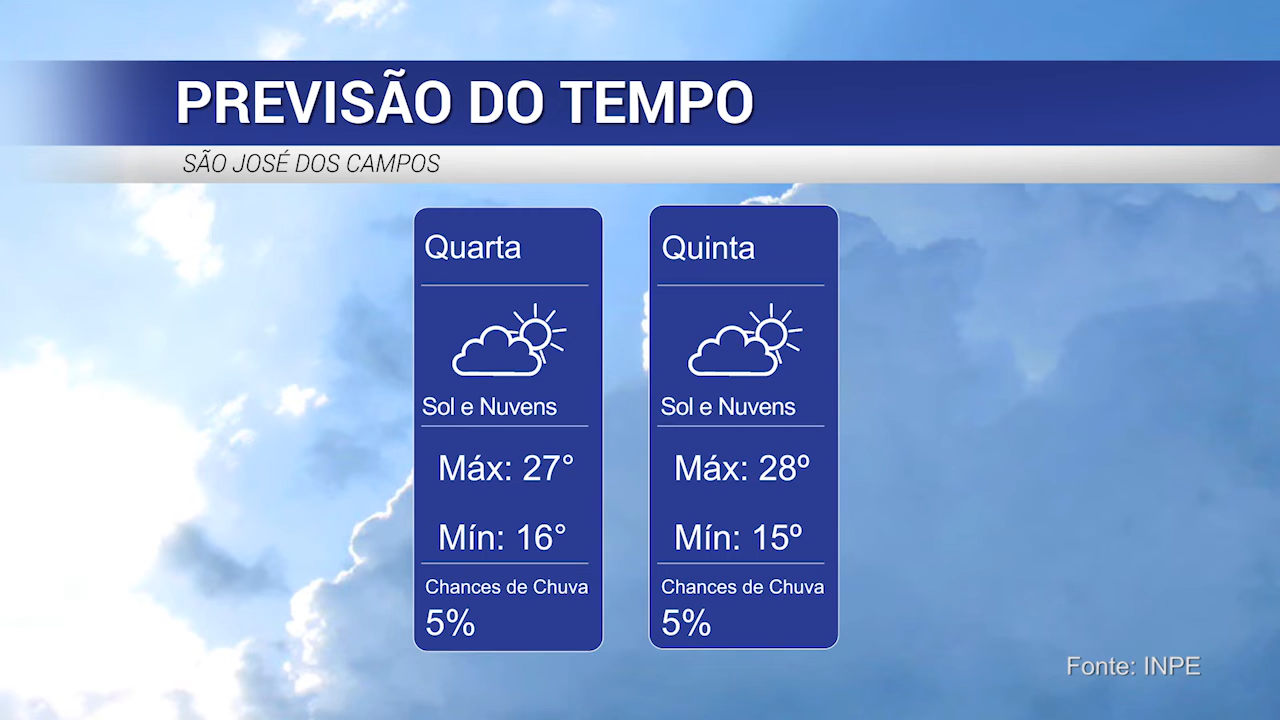 PREVISÃO DO TEMPO
SÃO JOSÉ DOS CAMPOS
Quarta
Sol e Nuvens
Máx: 27°
Mín: 16°
Chances de Chuva
5%
Quinta
Sol e Nuvens
Máx: 28º
Mín: 15º
Chances de Chuva
5%
Fonte: INPE